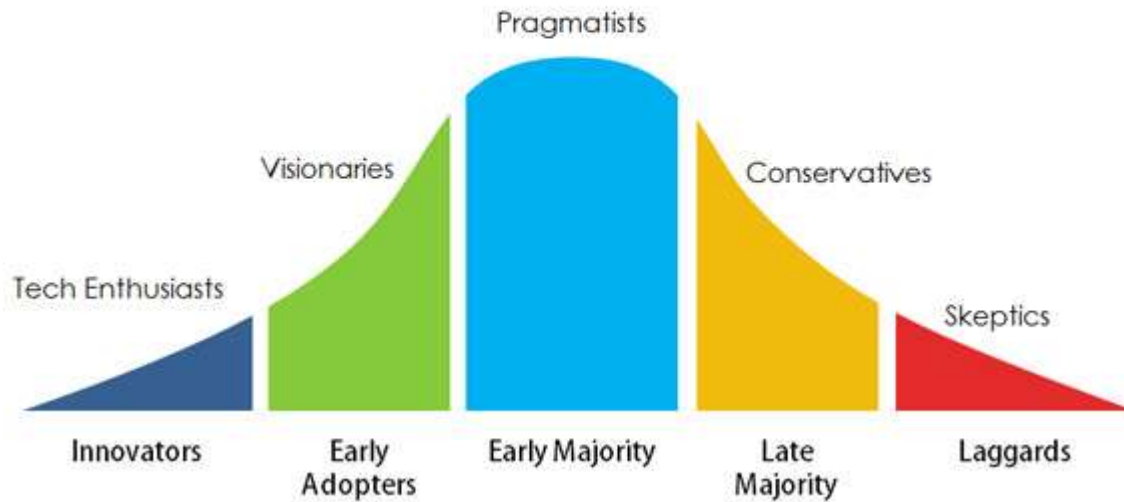 Pragmatists
Visionaries
Conservatives
Tech Enthusiasts
Skeptics
Innovators
Early
Adopters
Early Majority
Late
Majority
Laggards